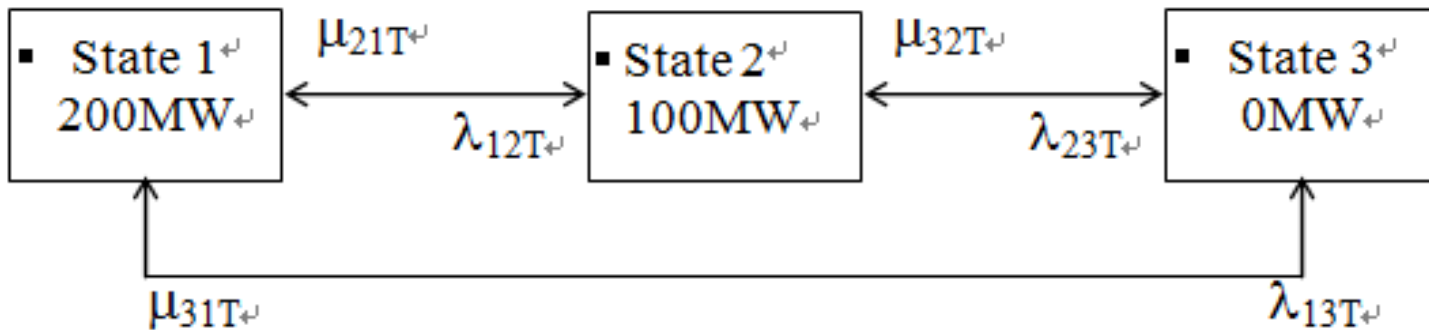 ▪ State 1↵
200MW↵
μ21T↵
λ12T↵
▪ State 2↵
100MW↵
μ32T↵
λ23T↵
▪ State 3↵
0MW↵
μ31T↵
λ13T↵